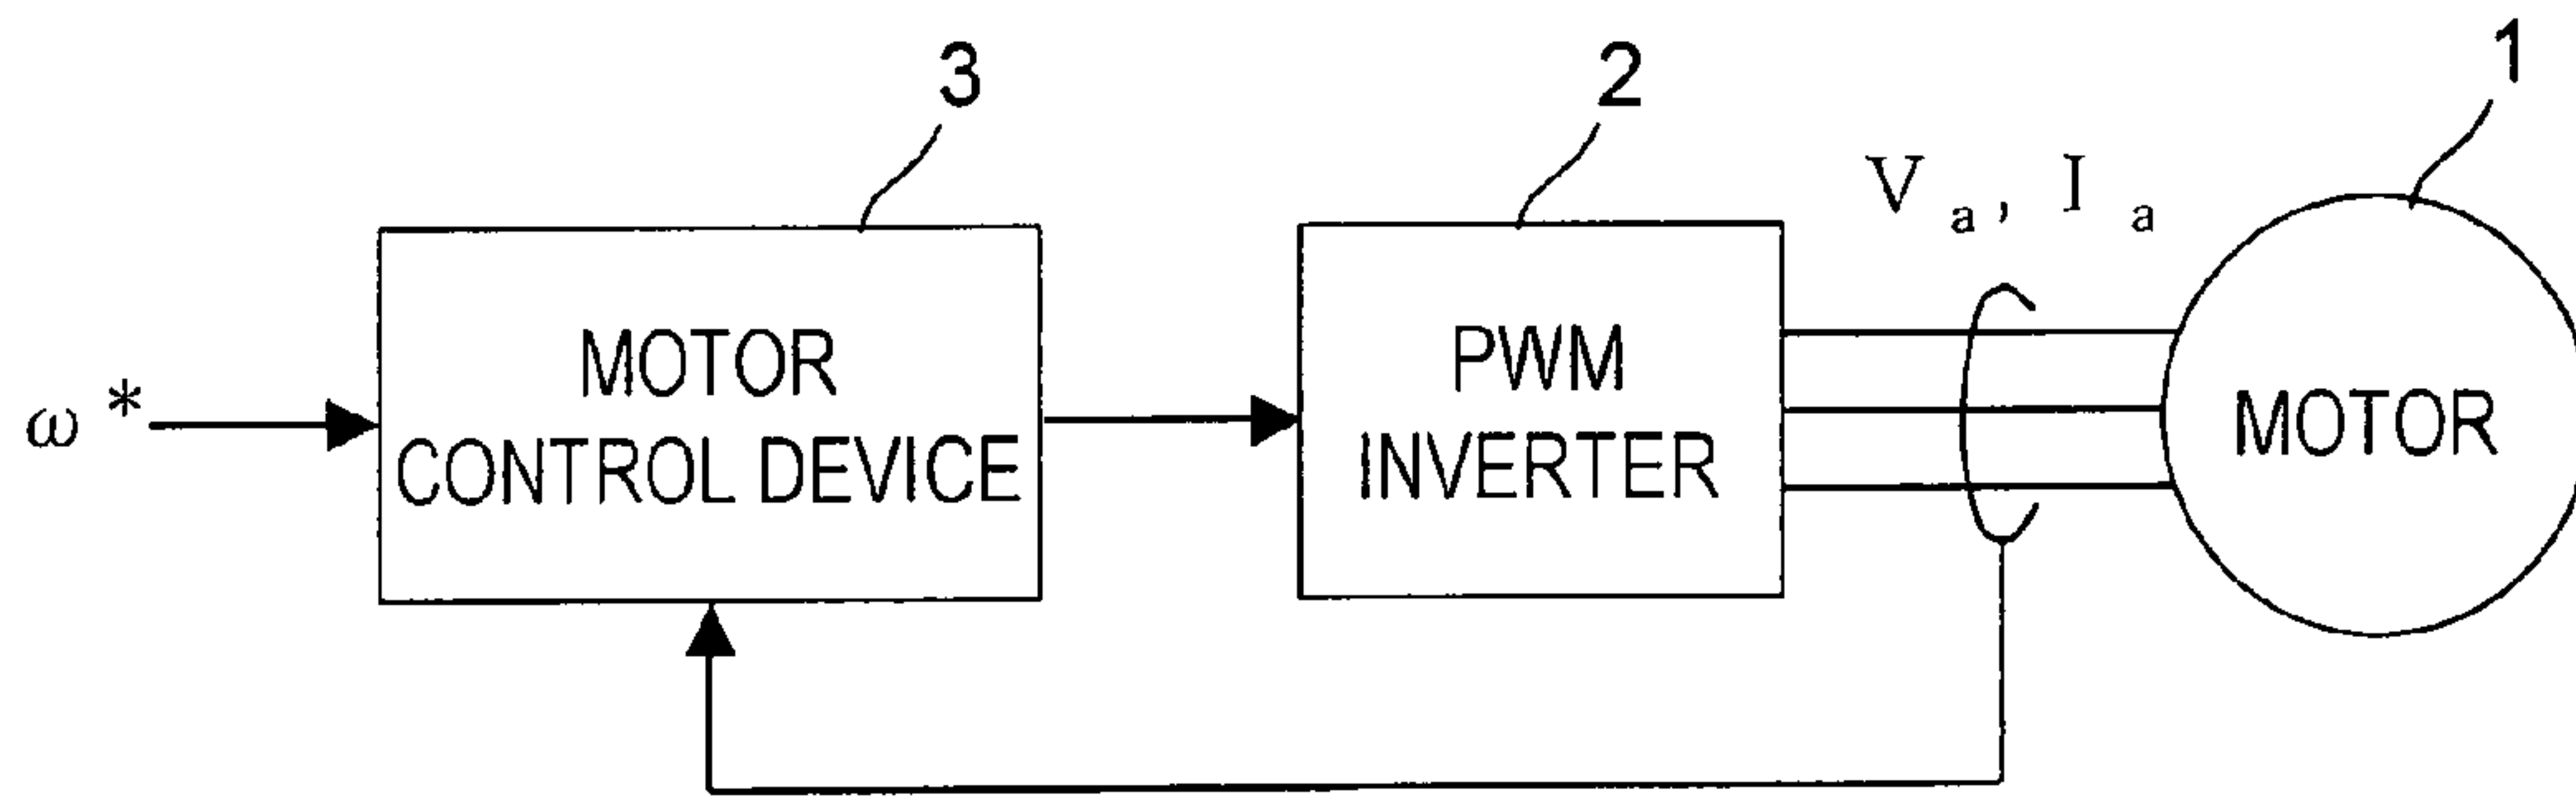 3
2
1
V a, I a
ω *
MOTOR
CONTROL DEVICE
PWM
INVERTER
MOTOR